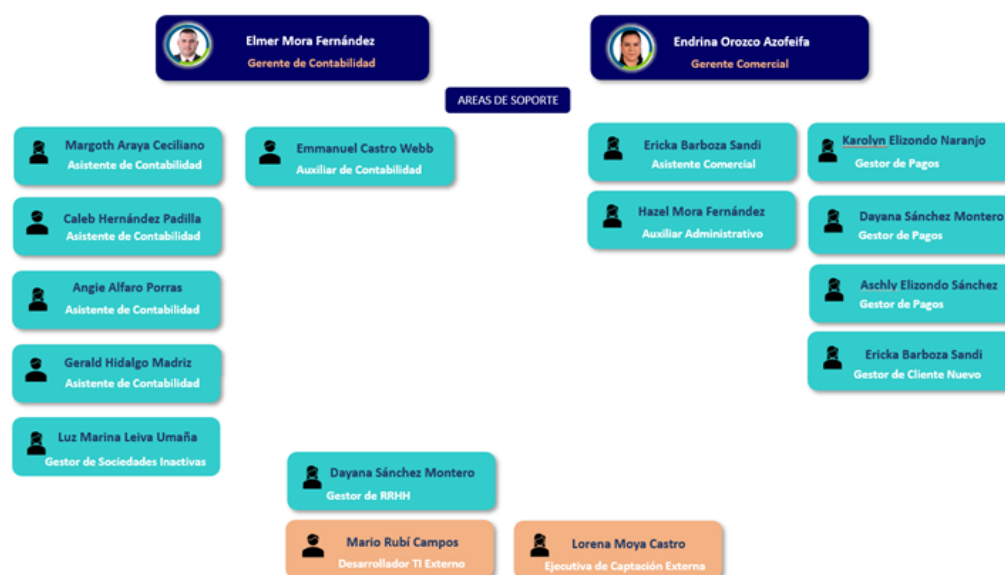 Elmer Mora Fernández
Gerente de Contabilidad
Endrina Orozco Azofeifa
Gerente Comercial
AREAS DE SOPORTE
Margoth Araya Ceciliano
Asistente de Contabilidad
Emmanuel Castro Webb
Auxiliar de Contabilidad
Ericka Barboza Sandi
Asistente Comercial
Karolyn Elizondo Naranjo
Gestor de Pagos
Caleb Hernández Padilla
Asistente de Contabilidad
Hazel Mora Fernández
Auxiliar Administrativo
Dayana Sánchez Montero
Gestor de Pagos
Angie Alfaro Porras
Asistente de Contabilidad
Aschly Elizondo Sánchez
Gestor de Pagos
Gerald Hidalgo Madriz
Asistente de Contabilidad
Ericka Barboza Sandi
Gestor de Cliente Nuevo
Luz Marina Leiva Umaña
Gestor de Sociedades Inactivas
Dayana Sánchez Montero
Gestor de RRHH
Mario Rubí Campos
Desarrollador TI Externo
Lorena Moya Castro
Ejecutiva de Captación Externa